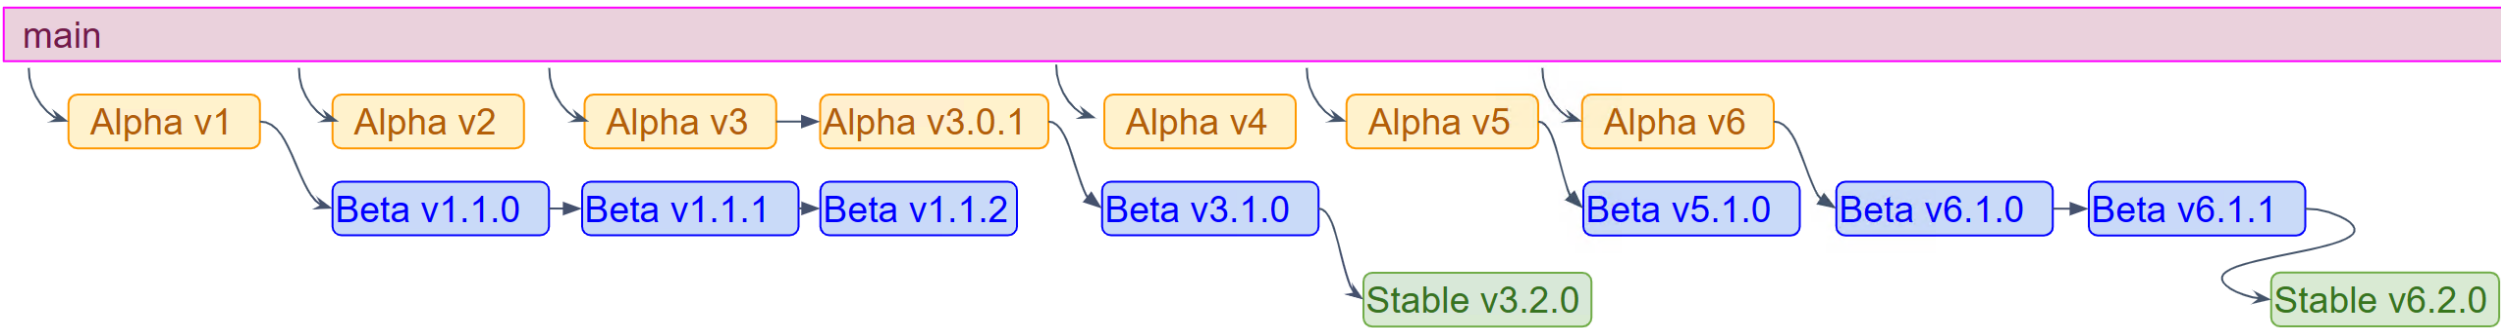 main
Alpha v1
Alpha v2
Alpha v3
Alpha v3.0.1
Alpha v4
Alpha v5
Alpha v6
Beta v1.1.0
Beta v1.1.1
Beta v1.1.2
Beta v3.1.0
Beta v5.1.0
Beta v6.1.0
Beta v6.1.1
Stable v3.2.0
Stable v6.2.0